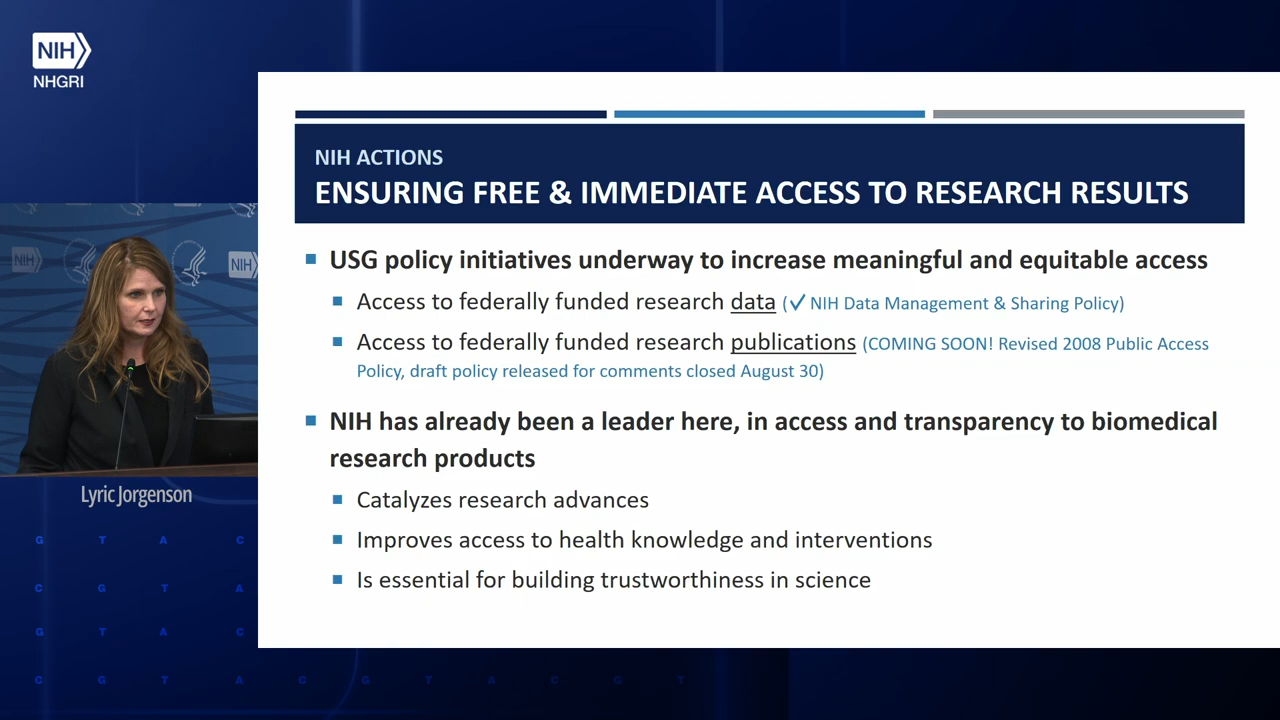 NIH
NHGRI
NIH ACTIONS
ENSURING FREE & IMMEDIATE ACCESS TO RESEARCH RESULTS
USG policy initiatives underway to increase meaningful and equitable access
Access to federally funded research data (✓ NIH Data Management & Sharing Policy)
Access to federally funded research publications (COMING SOON! Revised 2008 Public Access
Policy, draft policy released for comments closed August 30)
NIH has already been a leader here, in access and transparency to biomedical
research products
Catalyzes research advances
Improves access to health knowledge and interventions
Is essential for building trustworthiness in science
NIH
NIH
Lyric Jorgenson
G T A C
C G T A
G T A C
C G T A C G T A C G T